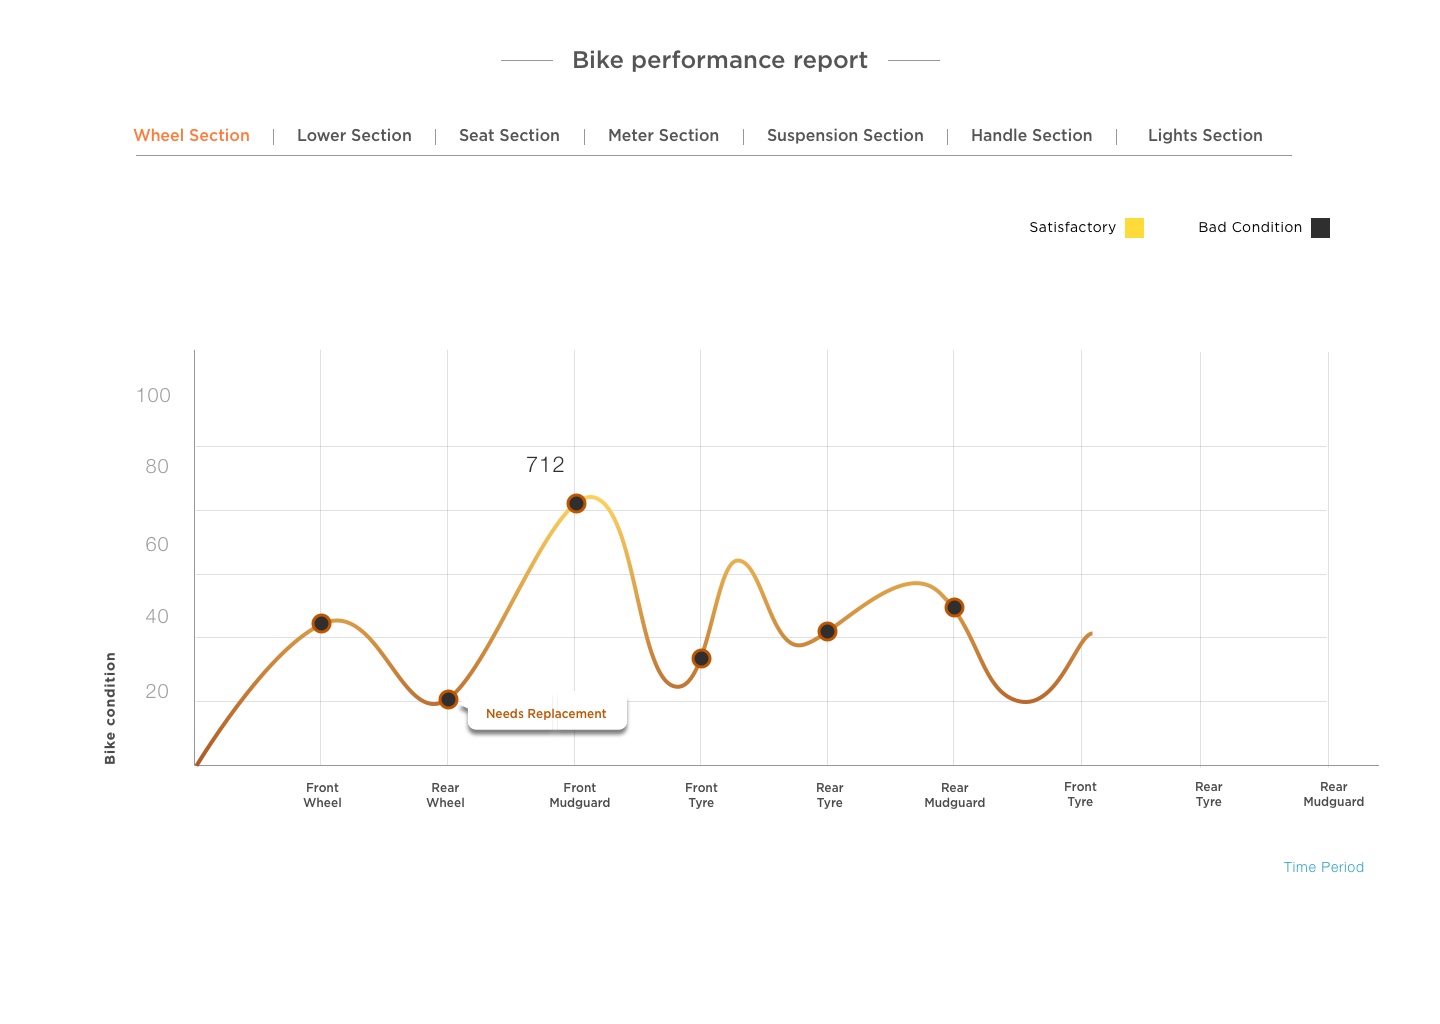 Bike performance report
Wheel Section
Lower Section
Seat Section
Meter Section
Suspension Section
Handle Section
Lights Section
Satisfactory
Bad Condition
100
80
60
40
20
Bike condition
712
Needs Replacement
Front
Wheel
Rear
Wheel
Front
Mudguard
Front
Tyre
Rear
Tyre
Rear
Mudguard
Front
Tyre
Rear
Tyre
Rear
Mudguard
Time Period